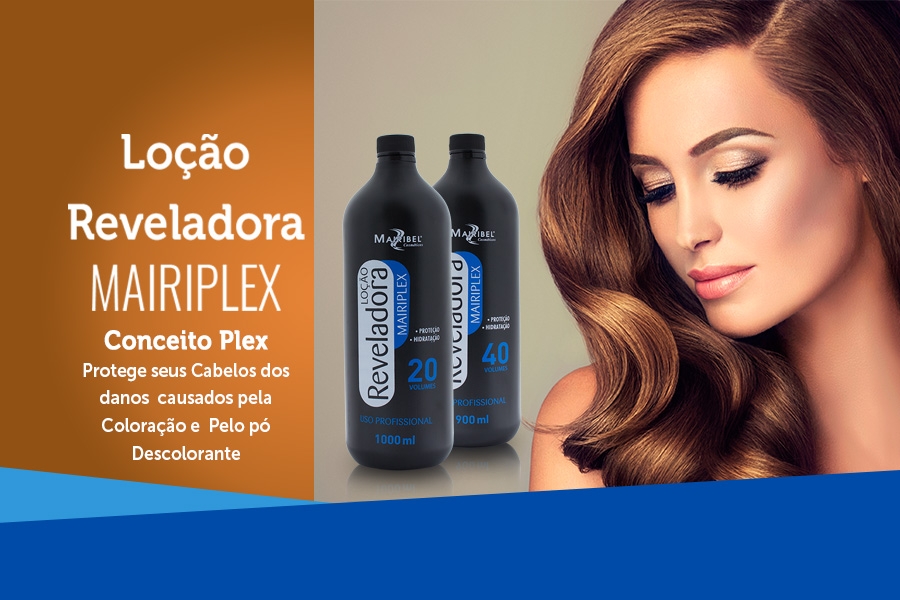 Loção
Reveladora
MAIRIPLEX
Conceito Plex
Protege seus Cabelos dos
danos causados pela
Coloração e Pelo pó
Descolorante
MAIRIBEL
Cosméticos
LOÇÃO
Reveladora
MAIRIPLEX
• PROTEÇÃO
• HIDRATAÇÃO
20
VOLUMES
USO PROFISSIONAL
1000 ml
MAIRIBEL
Cosméticos
Reveladora
MAIRIPLEX
• PROTEÇÃO
• HIDRATAÇÃO
40
VOLUMES
PROFISSIONAL
900 ml